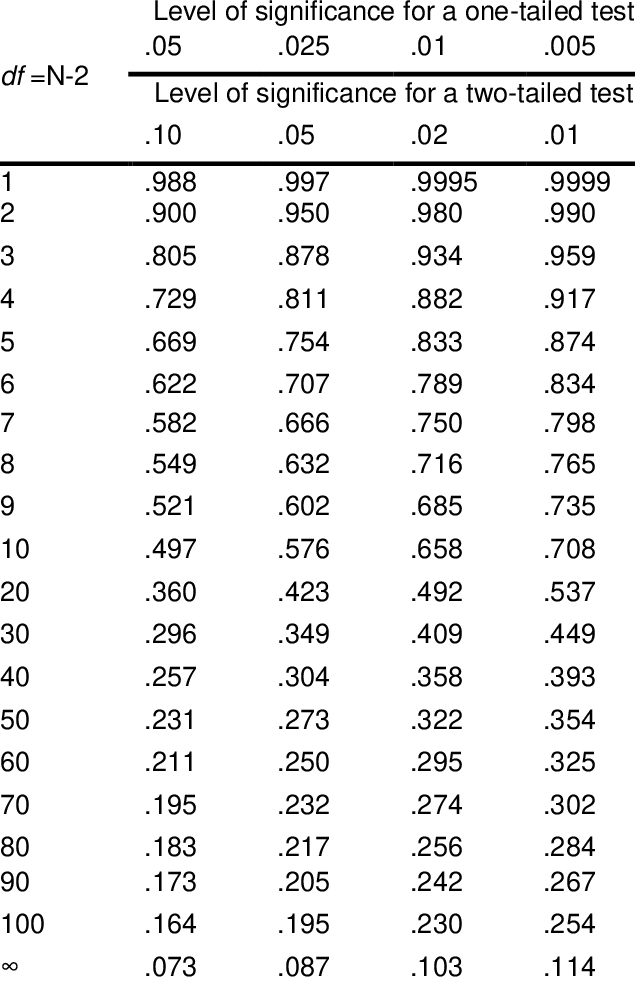 Level of significance for a one-tailed test
.05 .025 .01 .005
df =N-2
Level of significance for a two-tailed test
.10 .05 .02 .01
1 .988 .997 .9995 .9999
2 .900 .950 .980 .990
3 .805 .878 .934 .959
4 .729 .811 .882 .917
5 .669 .754 .833 .874
6 .622 .707 .789 .834
7 .582 .666 .750 .798
8 .549 .632 .716 .765
9 .521 .602 .685 .735
10 .497 .576 .658 .708
20 .360 .423 .492 .537
30 .296 .349 .409 .449
40 .257 .304 .358 .393
50 .231 .273 .322 .354
60 .211 .250 .295 .325
70 .195 .232 .274 .302
80 .183 .217 .256 .284
90 .173 .205 .242 .267
100 .164 .195 .230 .254
∞ .073 .087 .103 .114